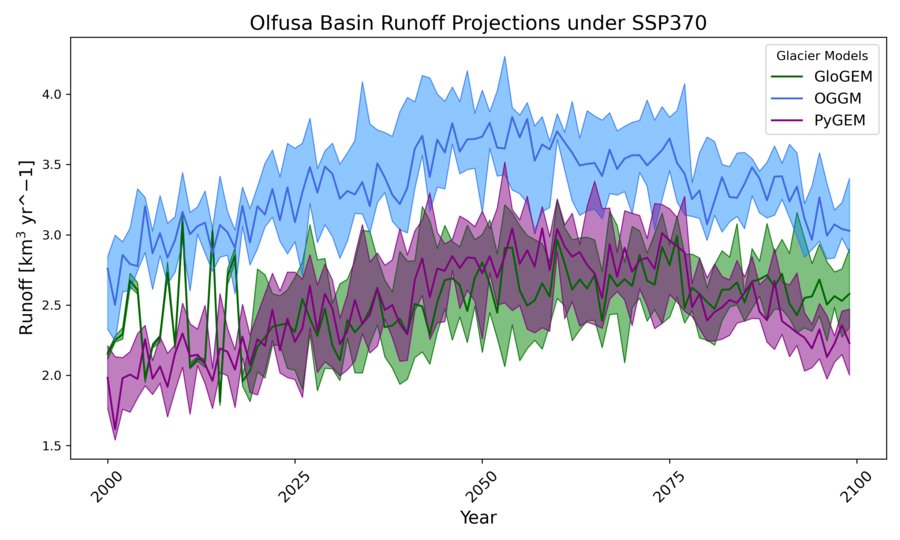 Olfusa Basin Runoff Projections under SSP370
Glacier Models
GloGEM
OGGM
PyGEM
Runoff [km³ yr^−1]
4.0
3.5
3.0
2.5
2.0
1.5
2000
2025
2050
2075
2100
Year